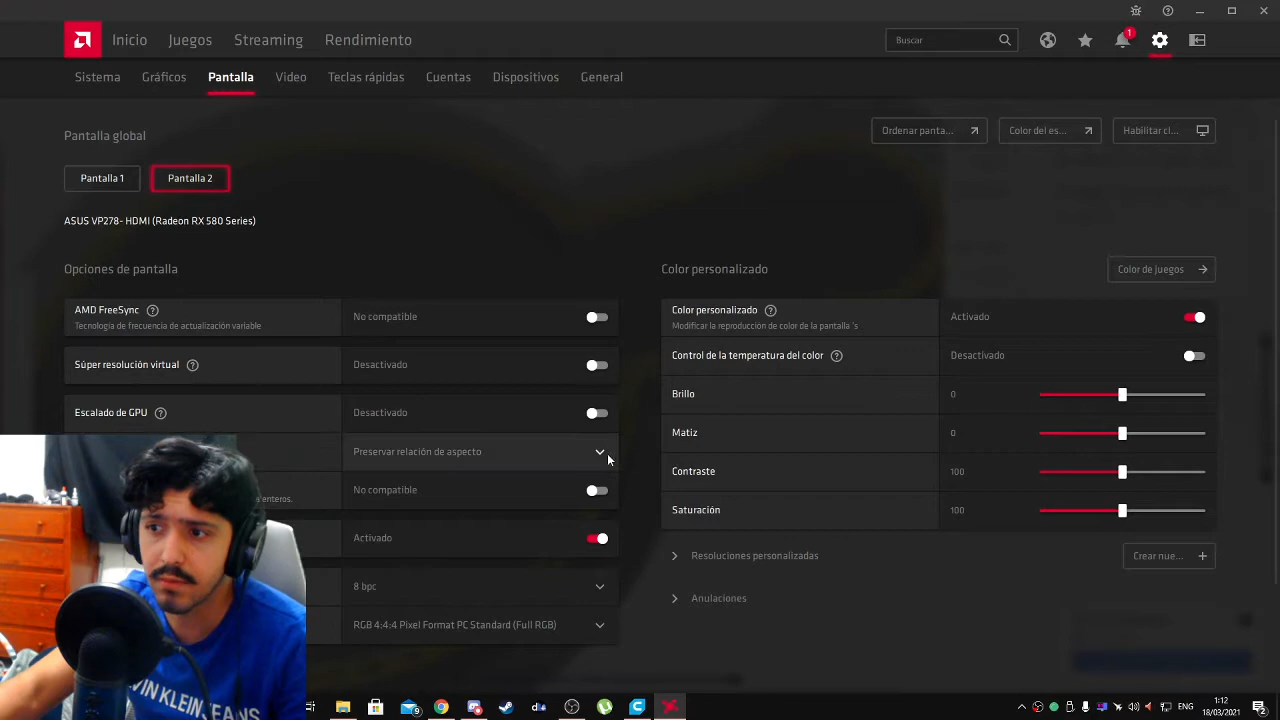 Inicio Juegos Streaming Rendimiento Buscar 1
Sistema Gráficos Pantalla Video Teclas rápidas Cuentas Dispositivos General
Pantalla global Ordenar panta... Color del es... Habilitar cl...
Pantalla 1 Pantalla 2
ASUS VP278- HDMI (Radeon RX 580 Series)
Opciones de pantalla
AMD FreeSync
Tecnología de frecuencia de actualización variable
No compatible
Súper resolución virtual Desactivado
Escalado de GPU Desactivado
Preservar relación de aspecto
enteros. No compatible
Activado
8 bpc
RGB 4:4:4 Pixel Format PC Standard (Full RGB)
Color personalizado Color de juegos
Color personalizado
Modificar la reproducción de color de la pantalla 's
Activado
Control de la temperatura del color Desactivado
Brillo 0
Matiz 0
Contraste 100
Saturación 100
Resoluciones personalizadas Crear nue...
Anulaciones
VIN KLEIN JEANS
ENG 1:12
18/03/2021